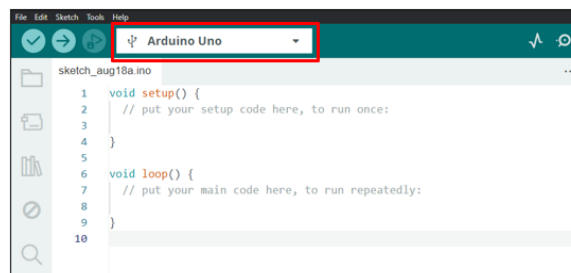 File Edit Sketch Tools Help
Arduino Uno
sketch_aug18a.ino
1 void setup() {
2 // put your setup code here, to run once:
3
4 }
5
6 void loop() {
7 // put your main code here, to run repeatedly:
8
9 }
10